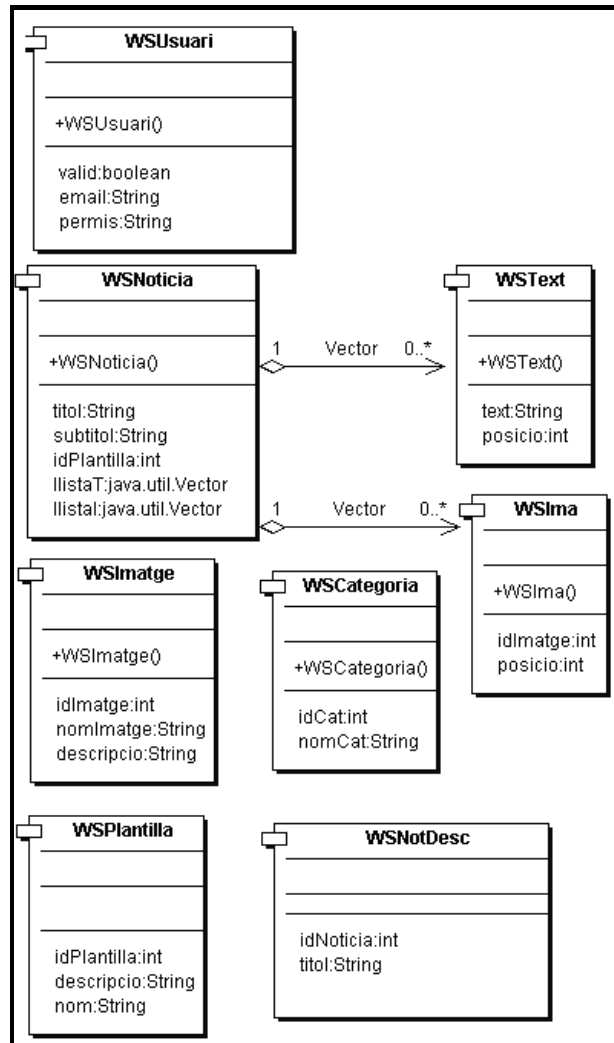 WSUsuari
+WSUsuari()
valid:boolean
email:String
permis:String
WSNoticia
+WSNoticia()
titol:String
subtitol:String
idPlantilla:int
llistaT:java.util.Vector
llistaI:java.util.Vector
1 Vector 0..*
WSText
+WSText()
text:String
posicio:int
1 Vector 0..*
WSIma
+WSIma()
idImatge:int
posicio:int
WSImatge
+WSImatge()
idImatge:int
nomImatge:String
descripcio:String
WSCategoria
+WSCategoria()
idCat:int
nomCat:String
WSPlantilla
idPlantilla:int
descripcio:String
nom:String
WSNotDesc
idNoticia:int
titol:String